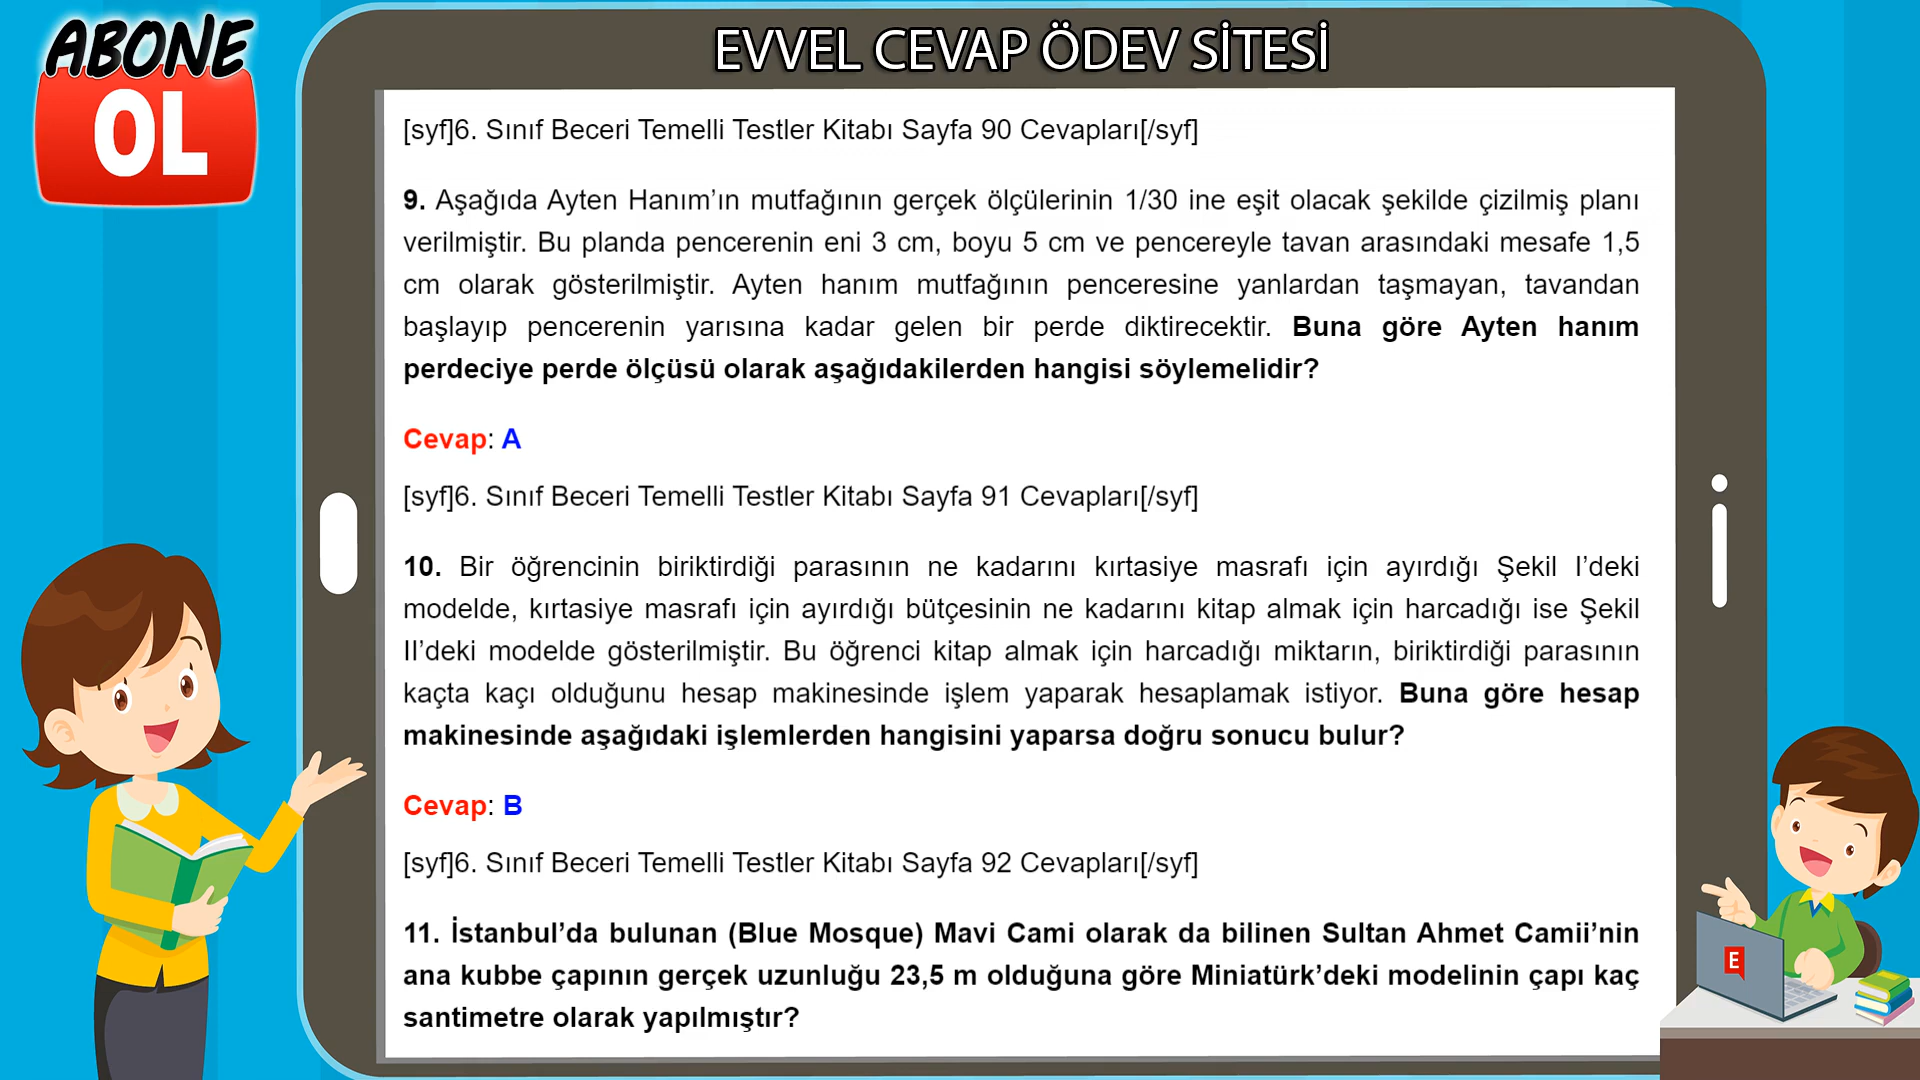 ABONE
OL
EVVEL CEVAP ÖDEV SİTESİ
[syf]6. Sınıf Beceri Temelli Testler Kitabı Sayfa 90 Cevapları[/syf]
9. Aşağıda Ayten Hanım’ın mutfağının gerçek ölçülerinin 1/30 ine eşit olacak şekilde çizilmiş planı
verilmiştir. Bu planda pencerenin eni 3 cm, boyu 5 cm ve pencereyle tavan arasındaki mesafe 1,5
cm olarak gösterilmiştir. Ayten hanım mutfağının penceresine yanlardan taşmayan, tavandan
başlayıp pencerenin yarısına kadar gelen bir perde diktirecektir. Buna göre Ayten hanım
perdeciye perde ölçüsü olarak aşağıdakilerden hangisi söylemelidir?
Cevap: A
[syf]6. Sınıf Beceri Temelli Testler Kitabı Sayfa 91 Cevapları[/syf]
10. Bir öğrencinin biriktirdiği parasının ne kadarını kırtasiye masrafı için ayırdığı Şekil I’deki
modelde, kırtasiye masrafı için ayırdığı bütçesinin ne kadarını kitap almak için harcadığı ise Şekil
II’deki modelde gösterilmiştir. Bu öğrenci kitap almak için harcadığı miktarın, biriktirdiği parasının
kaçta kaçı olduğunu hesap makinesinde işlem yaparak hesaplamak istiyor. Buna göre hesap
makinesinde aşağıdaki işlemlerden hangisini yaparsa doğru sonucu bulur?
Cevap: B
[syf]6. Sınıf Beceri Temelli Testler Kitabı Sayfa 92 Cevapları[/syf]
11. İstanbul’da bulunan (Blue Mosque) Mavi Cami olarak da bilinen Sultan Ahmet Camii’nin
ana kubbe çapının gerçek uzunluğu 23,5 m olduğuna göre Miniatürk’deki modelinin çapı kaç
santimetre olarak yapılmıştır?
E